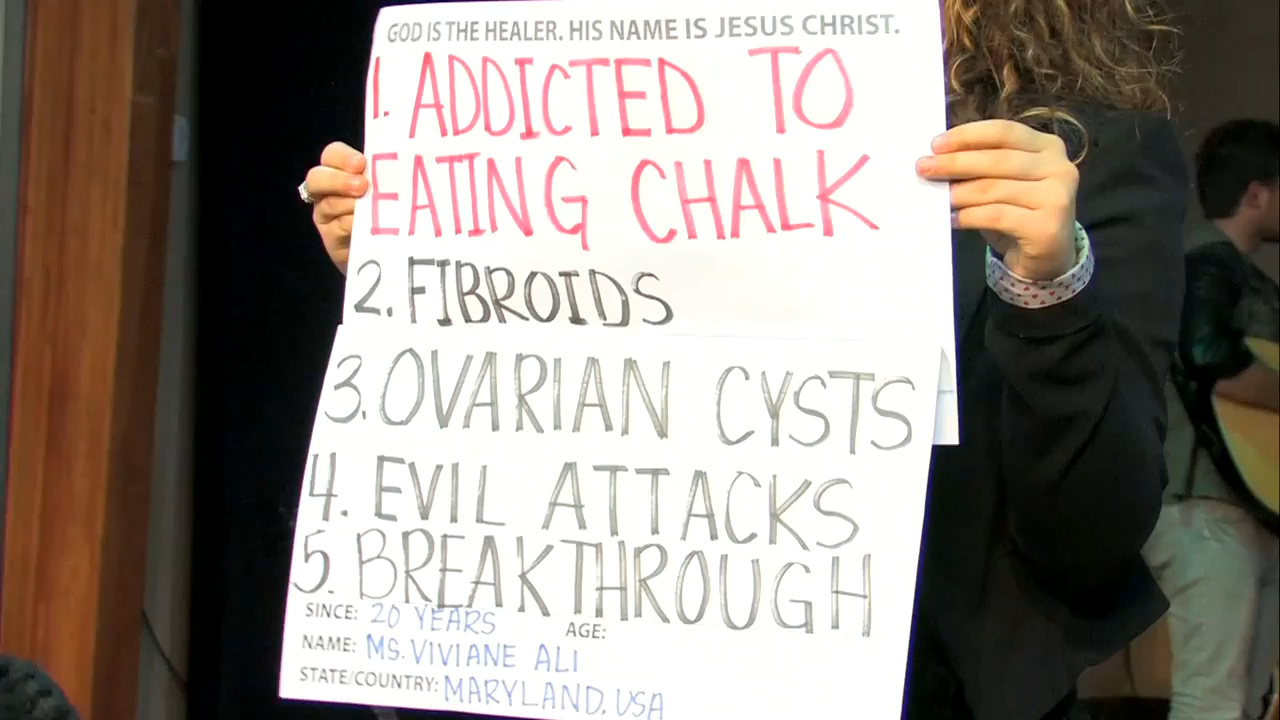 GOD IS THE HEALER. HIS NAME IS JESUS CHRIST.
1. ADDICTED TO
EATING CHALK
2. FIBROIDS
3. OVARIAN CYSTS
4. EVIL ATTACKS
5. BREAKTHROUGH
SINCE: 20 YEARS AGE:
NAME: MS. VIVIANE ALI
STATE/COUNTRY: MARYLAND, USA